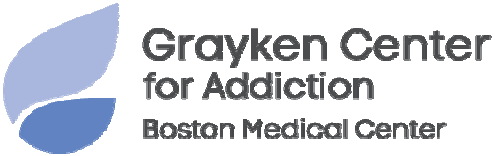 Grayken Center
for Addiction
Boston Medical Center